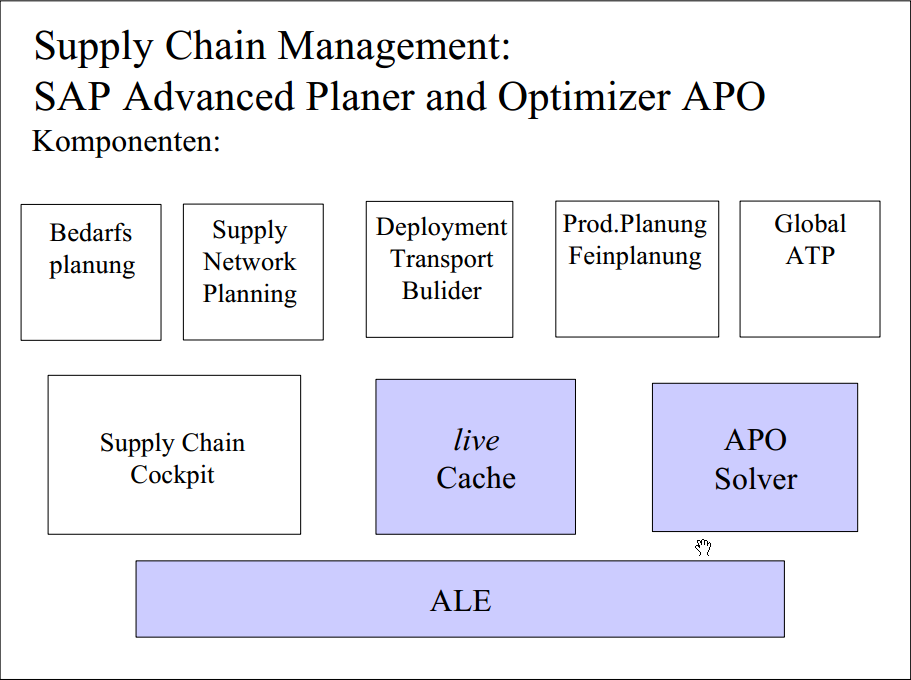 Supply Chain Management:
SAP Advanced Planer and Optimizer APO
Komponenten:
Bedarfs
planung
Supply
Network
Planning
Deployment
Transport
Bulider
Prod.Planung
Feinplanung
Global
ATP
Supply Chain
Cockpit
live
Cache
APO
Solver
ALE